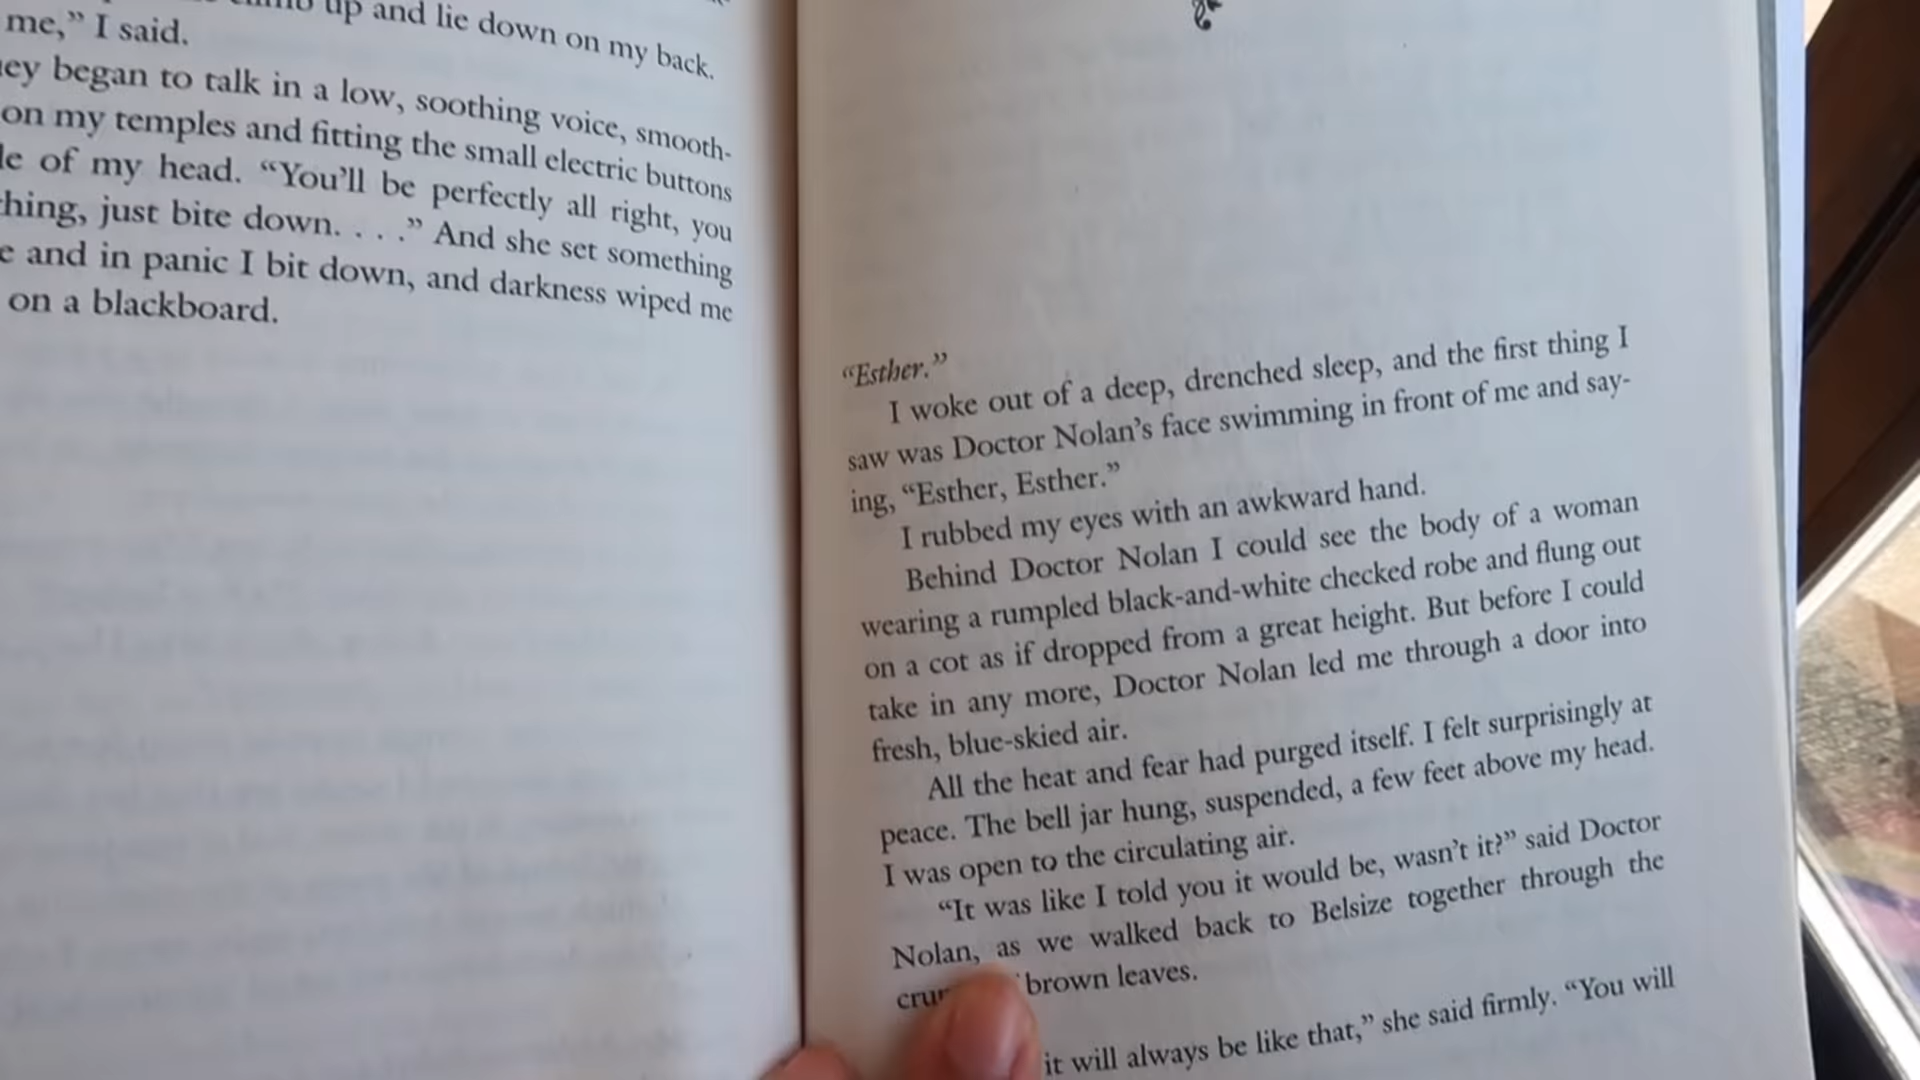 up and lie down on my back.
me,” I said.
began to talk in a low, soothing voice, smooth-
on my temples and fitting the small electric buttons
of my head. “You’ll be perfectly all right, you
just bite down. . . .” And she set something
and in panic I bit down, and darkness wiped me
on a blackboard.
“Esther.”
I woke out of a deep, drenched sleep, and the first thing I
saw was Doctor Nolan’s face swimming in front of me and say-
ing, “Esther, Esther.”
I rubbed my eyes with an awkward hand.
Behind Doctor Nolan I could see the body of a woman
wearing a rumpled black-and-white checked robe and flung out
on a cot as if dropped from a great height. But before I could
take in any more, Doctor Nolan led me through a door into
fresh, blue-skied air.
All the heat and fear had purged itself. I felt surprisingly at
peace. The bell jar hung, suspended, a few feet above my head.
I was open to the circulating air.
“It was like I told you it would be, wasn’t it?” said Doctor
Nolan, as we walked back to Belsize together through the
brown leaves.
it will always be like that,” she said firmly. “You will